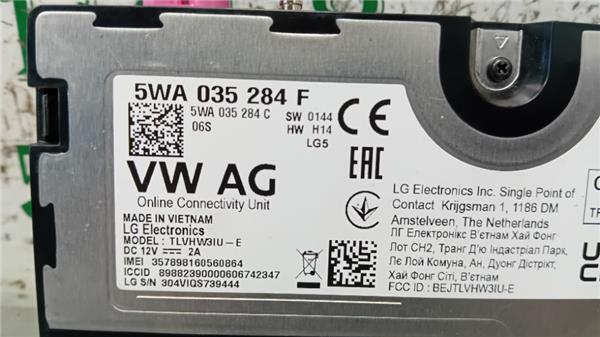 5WA 035 284 F
5WA 035 284 C
06S
SW 0144
HW H14
LG5
CE
EAC
VW AG
Online Connectivity Unit
MADE IN VIETNAM
LG Electronics
MODEL: TLVHW3IU-E
DC 12V 2A
IMEI 357898160560864
ICCID 89882390000606742347
LG S/N 304VIQS739444
LG Electronics Inc. Single Point of
Contact Krijgsman 1, 1186 DM
Amstelveen, The Netherlands
ЛГ Електронікс В'єтнам Хай Фонг
Лот CH2, Транг Д'ю Індастріал Парк,
Лє Лой Комуна, Ан, Дуонг Дістрікт,
Хай Фонг Сіті, В'єтнам
FCC ID : BEJTLVHW3IU-E